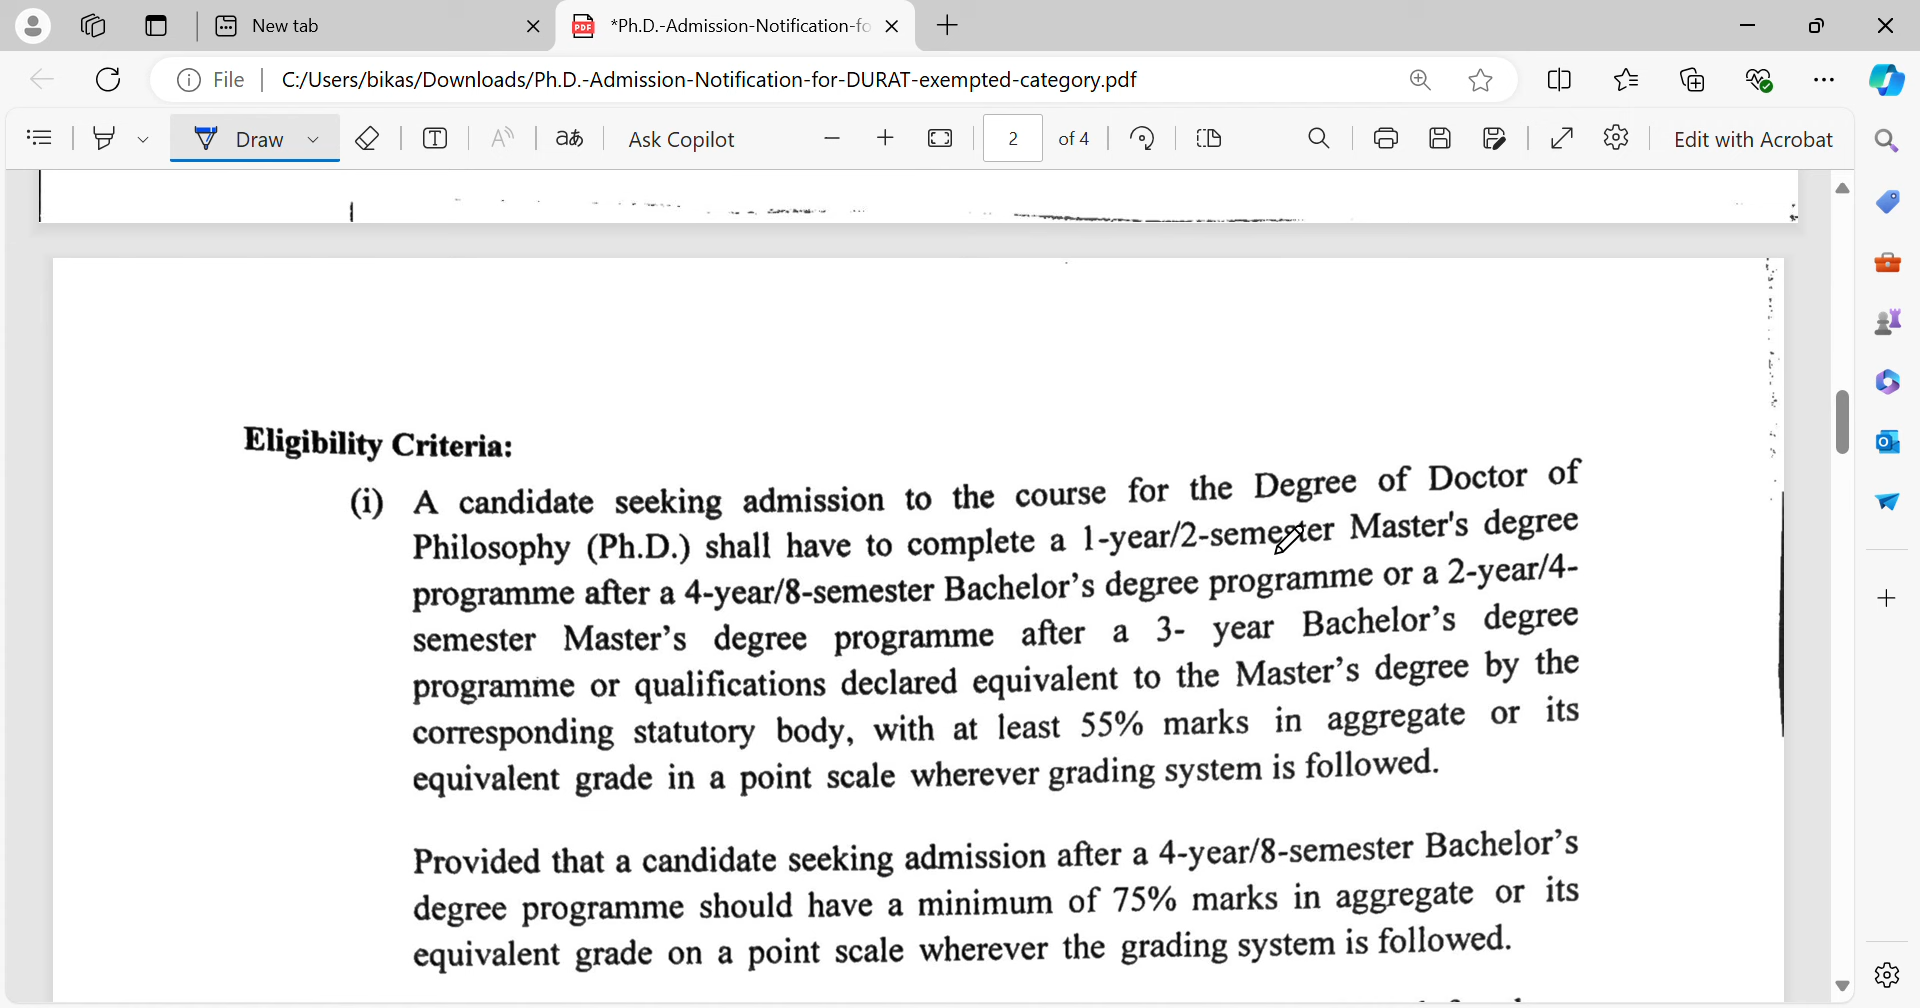 New tab
*Ph.D.-Admission-Notification-fo
File
C:/Users/bikas/Downloads/Ph.D.-Admission-Notification-for-DURAT-exempted-category.pdf
Draw
aあ
Ask Copilot
2 of 4
Edit with Acrobat
Eligibility Criteria:
(i) A candidate seeking admission to the course for the Degree of Doctor of
Philosophy (Ph.D.) shall have to complete a 1-year/2-semester Master's degree
programme after a 4-year/8-semester Bachelor’s degree programme or a 2-year/4-
semester Master’s degree programme after a 3- year Bachelor’s degree
programme or qualifications declared equivalent to the Master’s degree by the
corresponding statutory body, with at least 55% marks in aggregate or its
equivalent grade in a point scale wherever grading system is followed.
Provided that a candidate seeking admission after a 4-year/8-semester Bachelor’s
degree programme should have a minimum of 75% marks in aggregate or its
equivalent grade on a point scale wherever the grading system is followed.